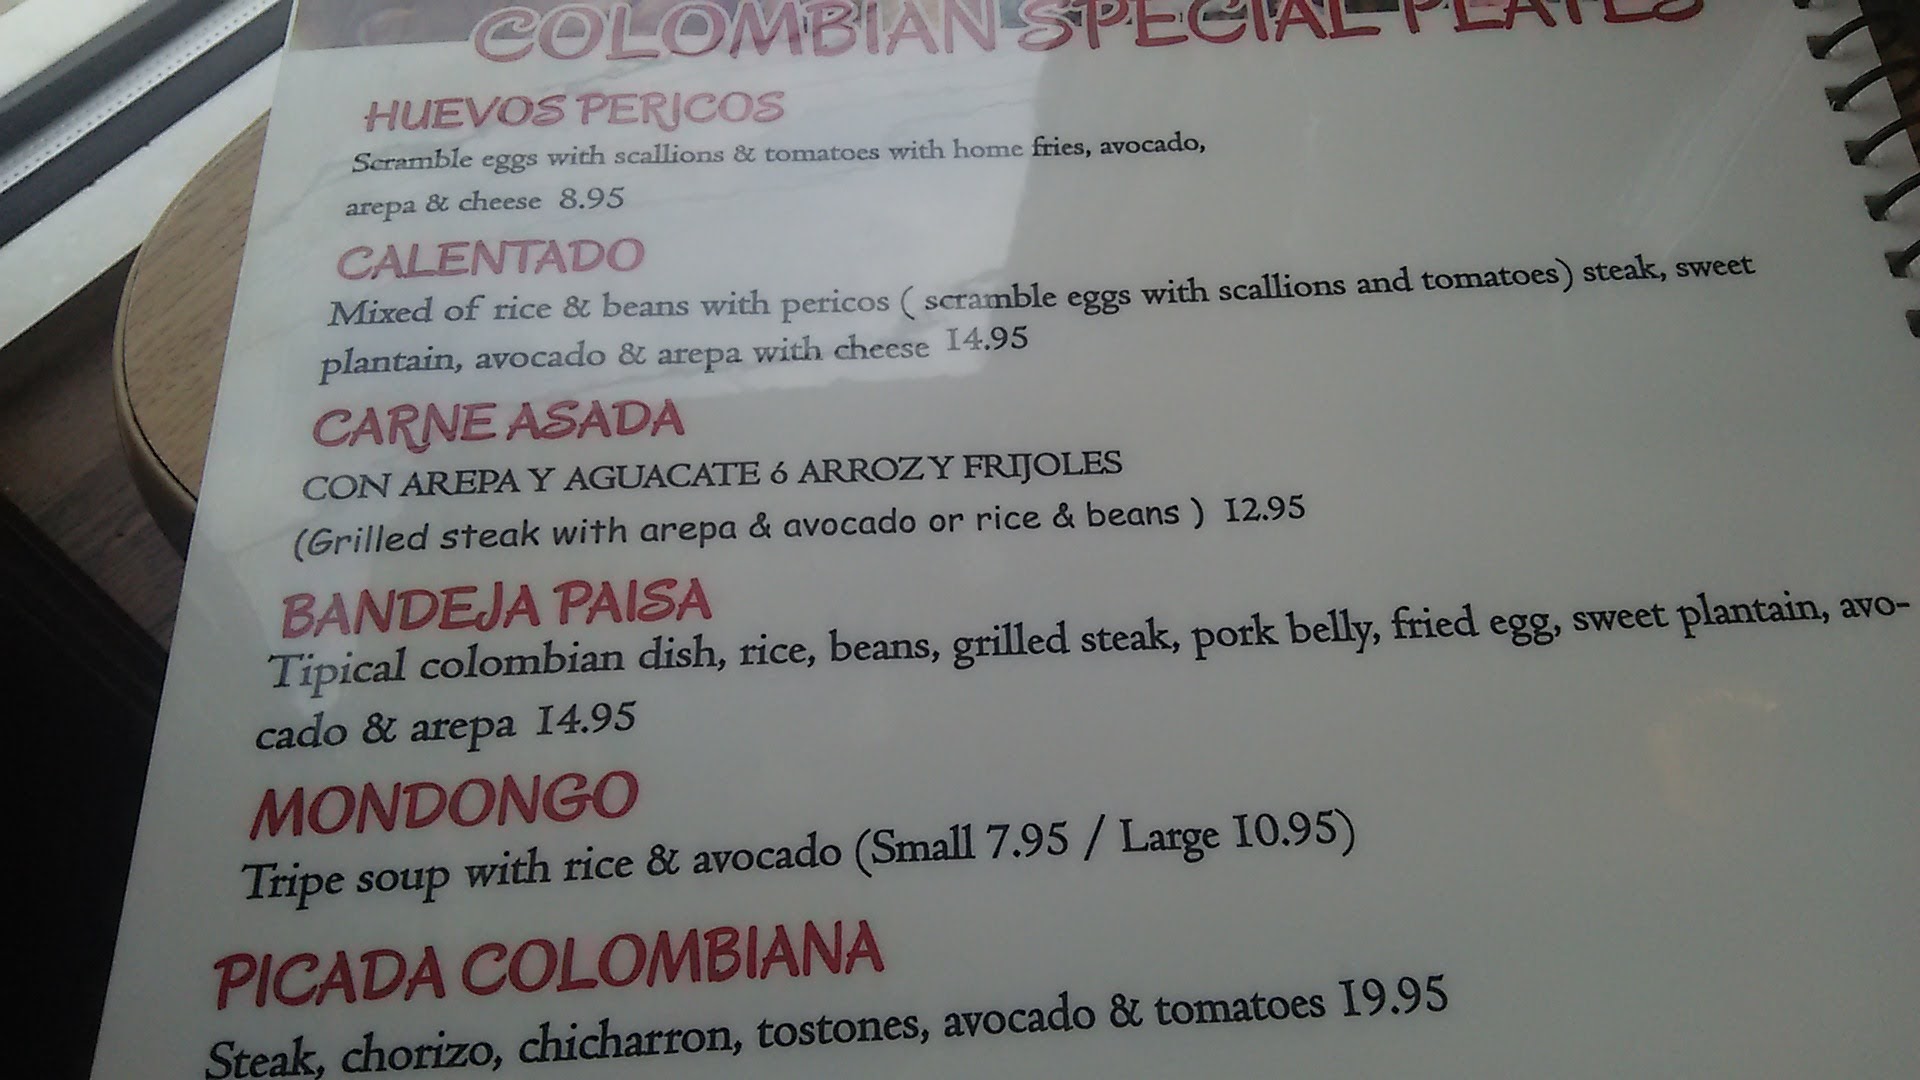 COLOMBIAN SPECIAL PLATES
HUEVOS PERICOS
Scramble eggs with scallions & tomatoes with home fries, avocado,
arepa & cheese 8.95
CALENTADO
Mixed of rice & beans with pericos ( scramble eggs with scallions and tomatoes) steak, sweet
plantain, avocado & arepa with cheese 14.95
CARNE ASADA
CON AREPA Y AGUACATE ó ARROZ Y FRIJOLES
(Grilled steak with arepa & avocado or rice & beans ) 12.95
BANDEJA PAISA
Tipical colombian dish, rice, beans, grilled steak, pork belly, fried egg, sweet plantain, avo-
cado & arepa 14.95
MONDONGO
Tripe soup with rice & avocado (Small 7.95 / Large 10.95)
PICADA COLOMBIANA
Steak, chorizo, chicharron, tostones, avocado & tomatoes 19.95